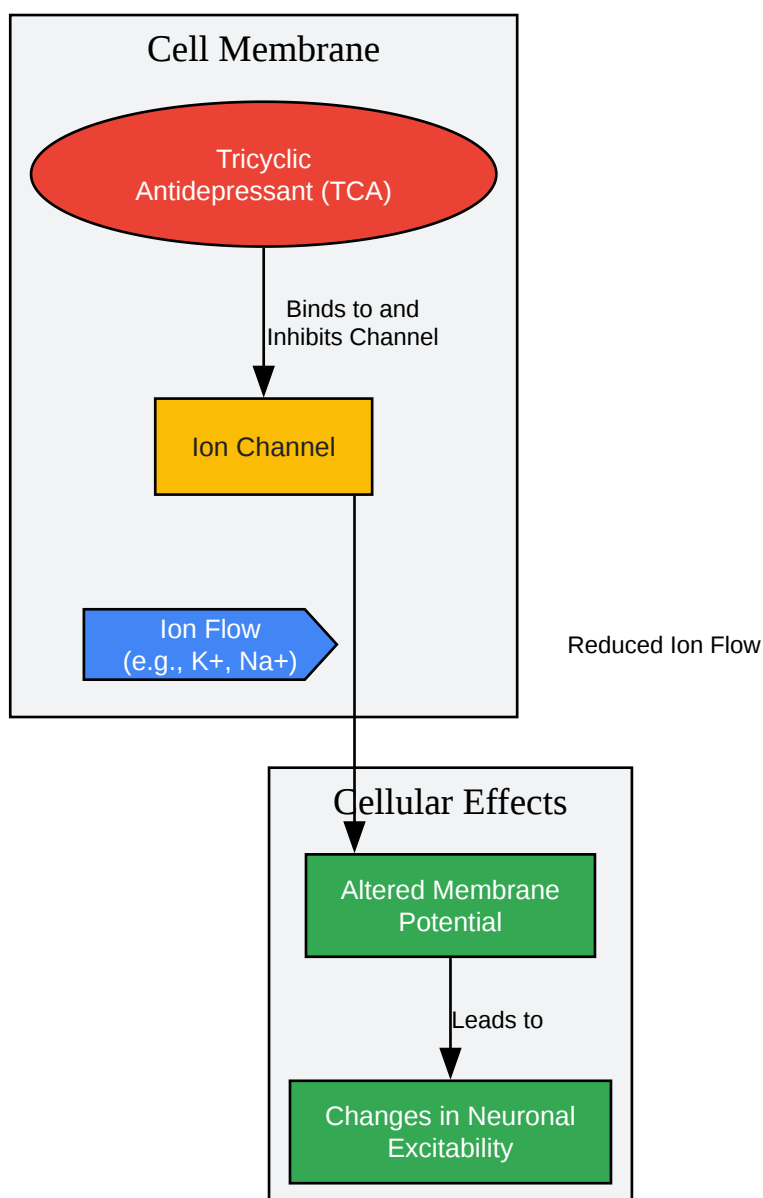 Cell Membrane
Tricyclic
Antidepressant (TCA)
Binds to and
Inhibits Channel
Ion Channel
Ion Flow
(e.g., K+, Na+)
Reduced Ion Flow
Cellular Effects
Altered Membrane
Potential
Leads to
Changes in Neuronal
Excitability